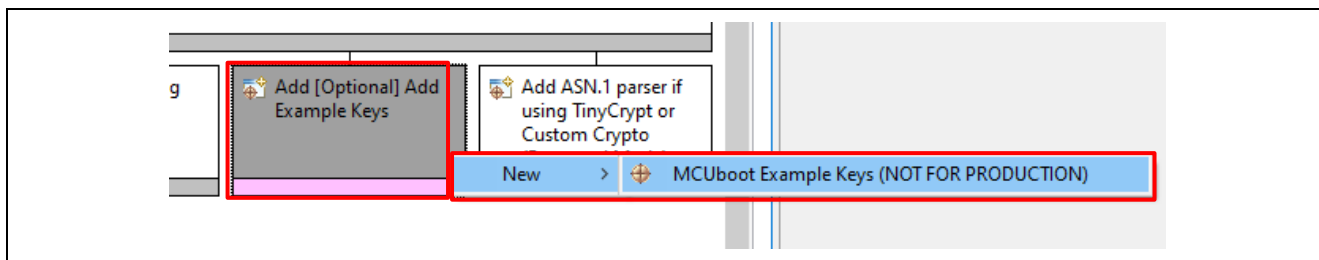 g
Add [Optional] Add
Example Keys
Add ASN.1 parser if
using TinyCrypt or
Custom Crypto
New > MCUboot Example Keys (NOT FOR PRODUCTION)